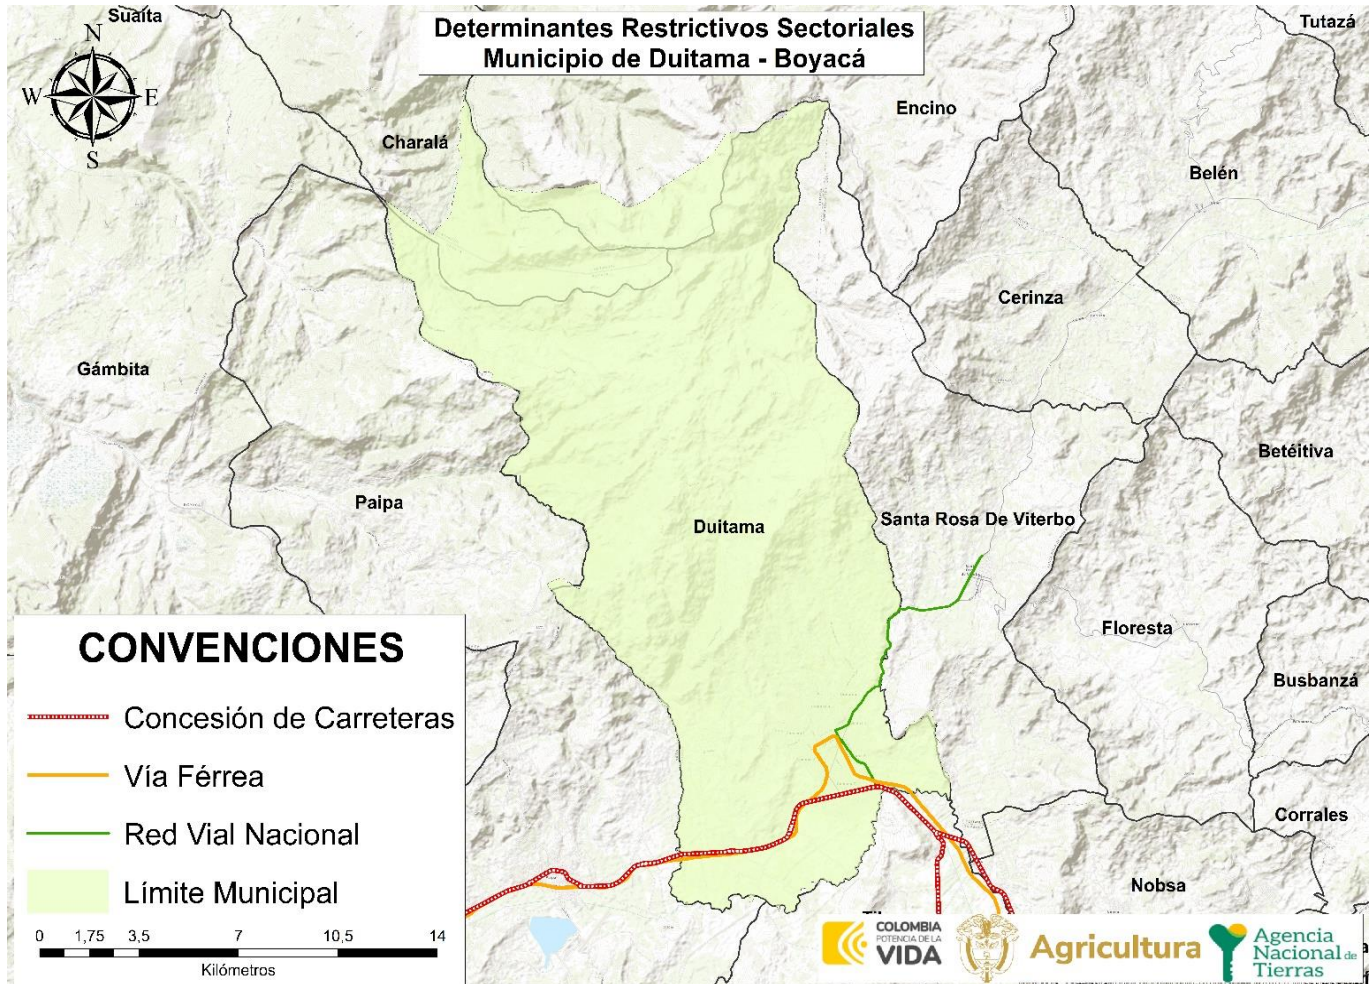 Determinantes Restrictivos Sectoriales
Municipio de Duitama - Boyacá
Suaita
Tutazá
N
W E
S
Encino
Charalá
Belén
Cerinza
Gámbita
Betéitiva
Paipa
Duitama
Santa Rosa De Viterbo
Floresta
Busbanzá
Corrales
Nobsa
CONVENCIONES
Concesión de Carreteras
Vía Férrea
Red Vial Nacional
Límite Municipal
0 1,75 3,5 7 10,5 14
Kilómetros
COLOMBIA
POTENCIA DE LA
VIDA
Agricultura
Agencia
Nacional de
Tierras